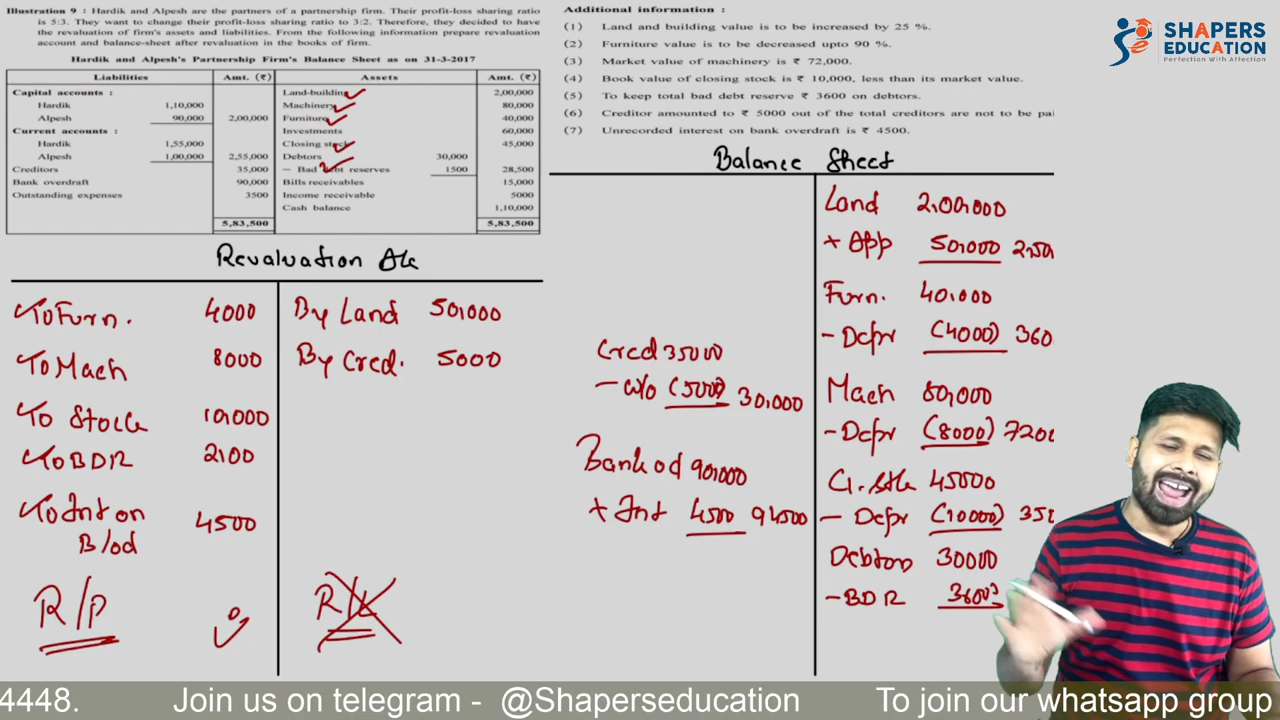 Illustration 9 : Hardik and Alpesh are the partners of a partnership firm. Their profit-loss sharing ratio
is 5:3. They want to change their profit-loss sharing ratio to 3:2. Therefore, they decided to have
the revaluation of firm's assets and liabilities. From the following information prepare revaluation
account and balance-sheet after revaluation in the books of firm.
Hardik and Alpesh's Partnership Firm's Balance Sheet as on 31-3-2017
Liabilities Amt. (₹) Assets Amt. (₹)
Capital accounts : Land-building 2,00,000
Hardik 1,10,000 Machinery 80,000
Alpesh 90,000 2,00,000 Furniture 40,000
Current accounts : Investments 60,000
Hardik 1,55,000 Closing stock 45,000
Alpesh 1,00,000 2,55,000 Debtors 30,000
Creditors 35,000 – Bad debt reserves 1500 28,500
Bank overdraft 90,000 Bills receivables 15,000
Outstanding expenses 3500 Income receivable 5000
Cash balance 1,10,000
5,83,500 5,83,500
Additional information :
(1) Land and building value is to be increased by 25 %.
(2) Furniture value is to be decreased upto 90 %.
(3) Market value of machinery is ₹ 72,000.
(4) Book value of closing stock is ₹ 10,000, less than its market value.
(5) To keep total bad debt reserve ₹ 3600 on debtors.
(6) Creditor amounted to ₹ 5000 out of the total creditors are not to be pai
(7) Unrecorded interest on bank overdraft is ₹ 4500.
SHAPERS
EDUCATION
Perfection With Affection
Revaluation A/c
To Furn. 4000 By Land 50,000
To Mach 8000 By Cred. 5000
To Stock 10,000
To BDR 2100
To Int on 4500
B/od
R/P
Balance Sheet
Cred 35000
– w/o (5000) 30,000
Bank od 90,000
+ Int 4500 94500
Land 2,00,000
+ App 50,000 2,50
Furn. 40,000
– Depr (4000) 360
Mach 80,000
– Depr (8000) 7200
Cl. Stk 45000
– Depr (10000) 350
Debtors 30000
– BDR 3600
4448. Join us on telegram - @Shaperseducation To join our whatsapp group